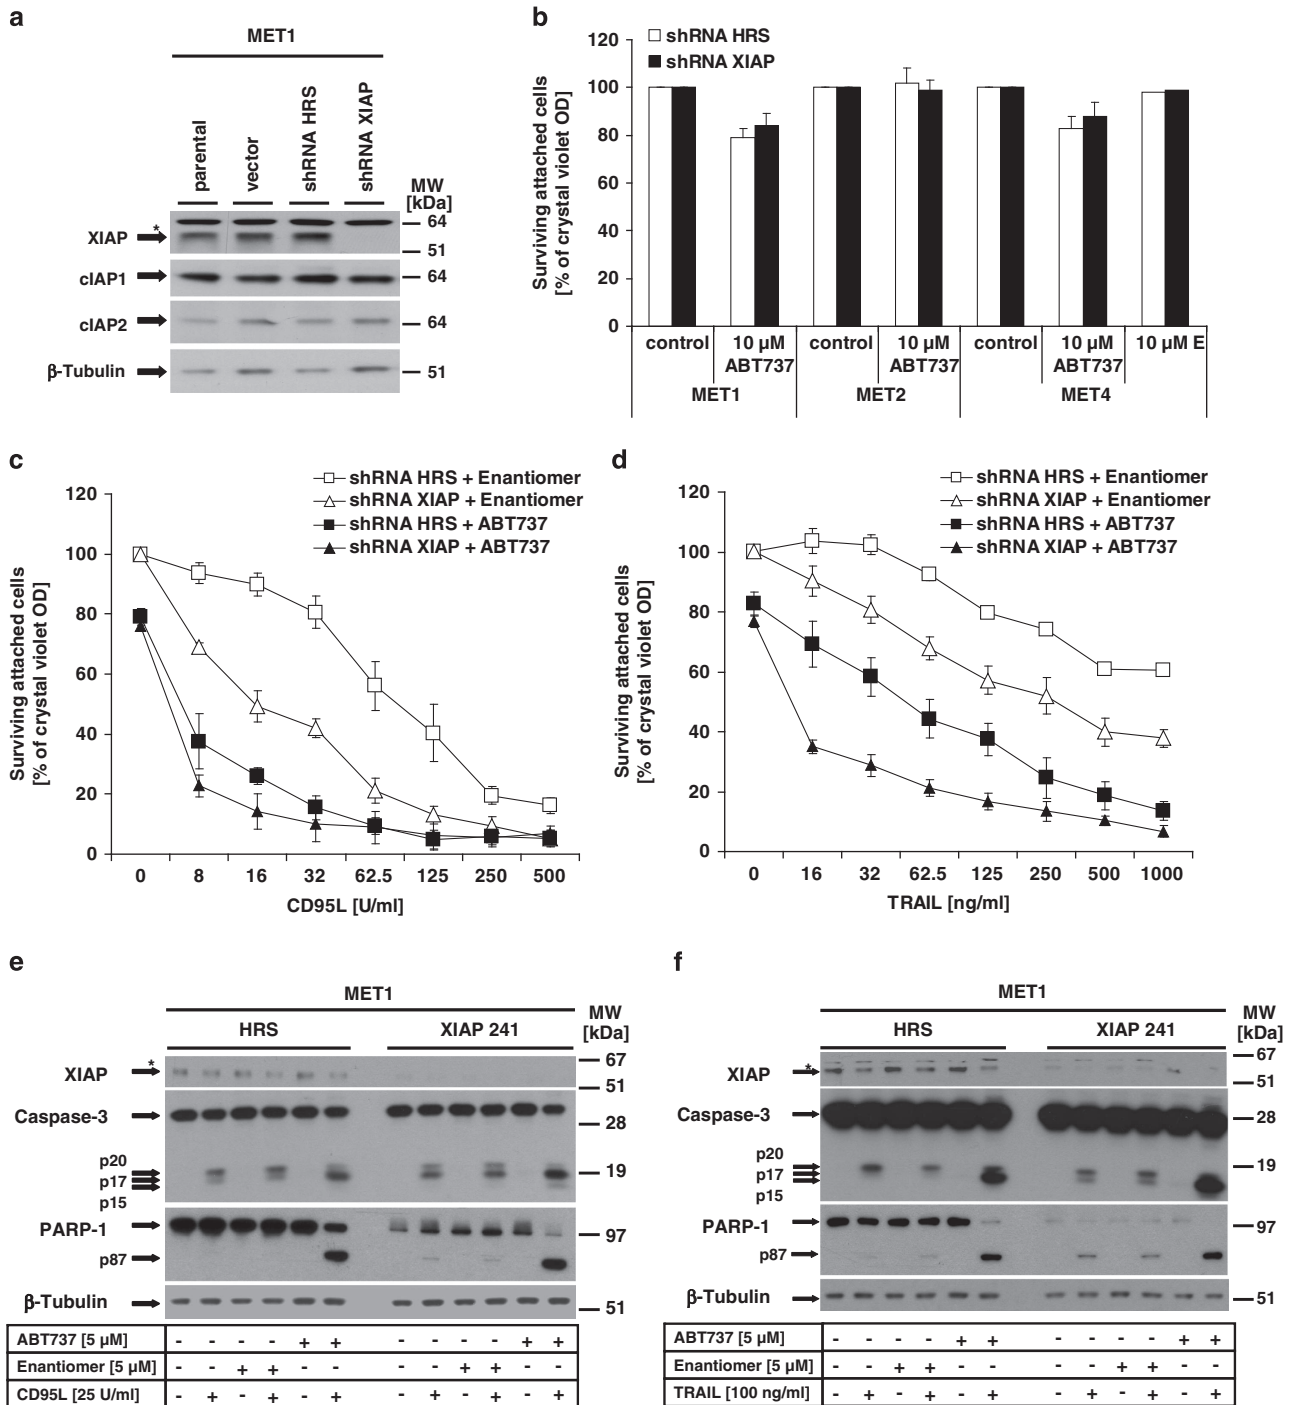 a
MET1
parental
vector
shRNA HRS
shRNA XIAP
MW
[kDa]
*
XIAP
64
51
cIAP1
64
cIAP2
64
β-Tubulin
51
b
shRNA HRS
shRNA XIAP
Surviving attached cells
[% of crystal violet OD]
120
100
80
60
40
20
0
control
10 μM
ABT737
control
10 μM
ABT737
control
10 μM
ABT737
10 μM E
MET1
MET2
MET4
c
shRNA HRS + Enantiomer
shRNA XIAP + Enantiomer
shRNA HRS + ABT737
shRNA XIAP + ABT737
Surviving attached cells
[% of crystal violet OD]
120
100
80
60
40
20
0
0 8 16 32 62.5 125 250 500
CD95L [U/ml]
d
shRNA HRS + Enantiomer
shRNA XIAP + Enantiomer
shRNA HRS + ABT737
shRNA XIAP + ABT737
Surviving attached cells
[% of crystal violet OD]
120
100
80
60
40
20
0
0 16 32 62.5 125 250 500 1000
TRAIL [ng/ml]
e
MET1
HRS
XIAP 241
MW
[kDa]
*
XIAP
67
51
Caspase-3
28
p20
p17
p15
19
PARP-1
97
p87
β-Tubulin
51
ABT737 [5 μM] - - - - + + - - - - + +
Enantiomer [5 μM] - - + + - - - - + + - -
CD95L [25 U/ml] - + - + - + - + - + - +
f
MET1
HRS
XIAP 241
MW
[kDa]
*
XIAP
67
51
Caspase-3
28
p20
p17
p15
19
PARP-1
97
p87
β-Tubulin
51
ABT737 [5 μM] - - - - + + - - - - + +
Enantiomer [5 μM] - - + + - - - - + + - -
TRAIL [100 ng/ml] - + - + - + - + - + - +